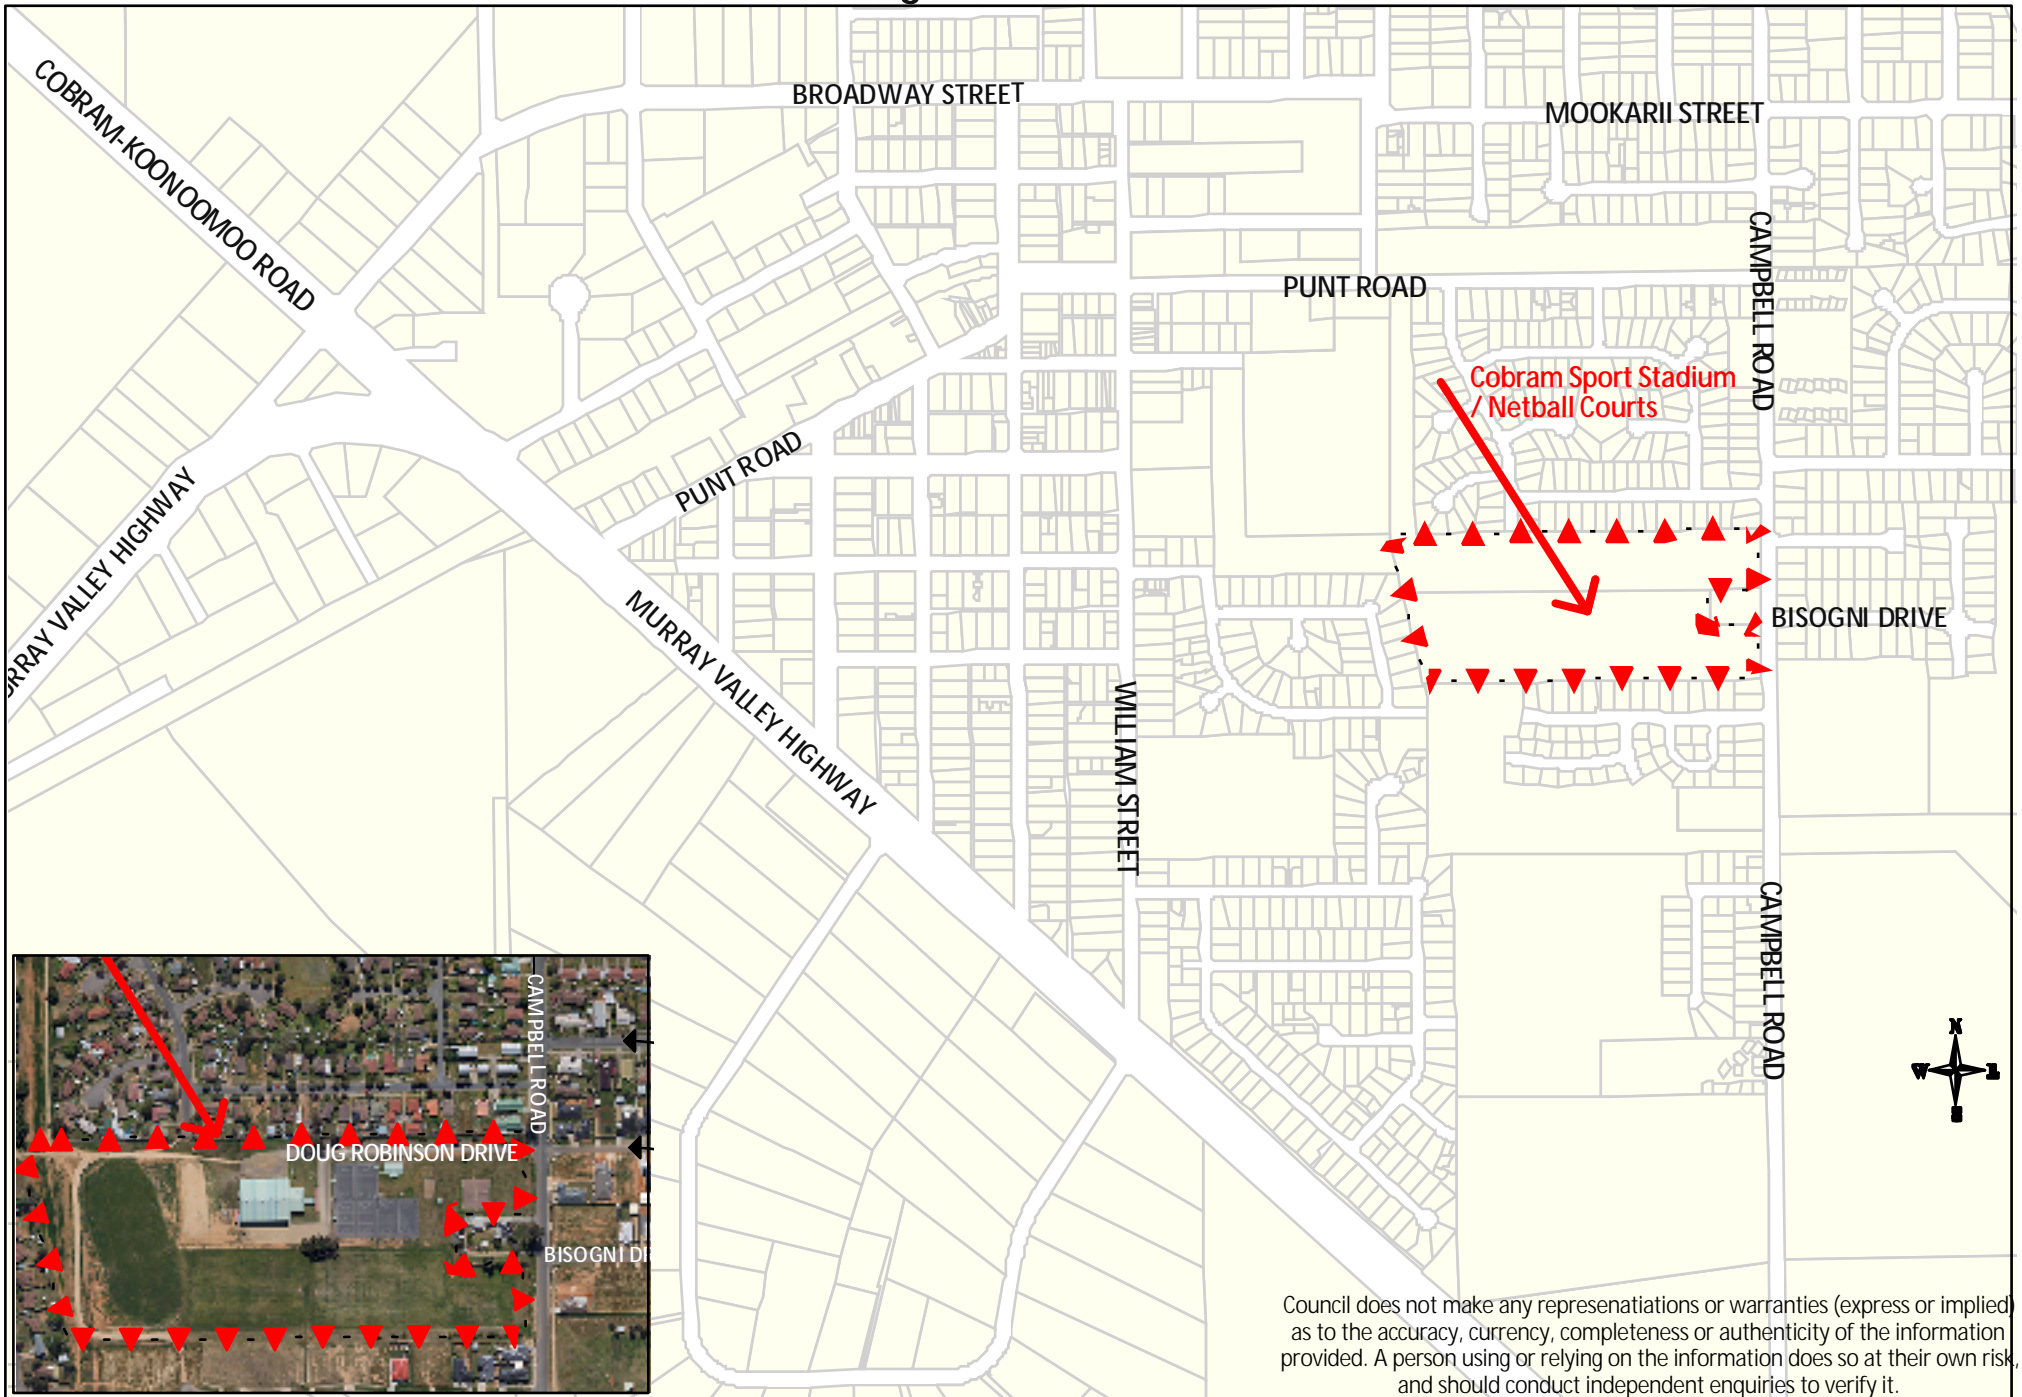 BROADWAY STREET
MOOKARII STREET
COBRAM-KOONOOMOO ROAD
CAMPBELL ROAD
PUNT ROAD
Cobram Sport Stadium
/ Netball Courts
PUNT ROAD
MURRAY VALLEY HIGHWAY
BISOGNI DRIVE
MURRAY VALLEY HIGHWAY
WILLIAM STREET
CAMPBELL ROAD
CAMPBELL ROAD
DOUG ROBINSON DRIVE
BISOGNI DR
N
W
S
Council does not make any represenatiations or warranties (express or implied)
as to the accuracy, currency, completeness or authenticity of the information
provided. A person using or relying on the information does so at their own risk,
and should conduct independent enquiries to verify it.